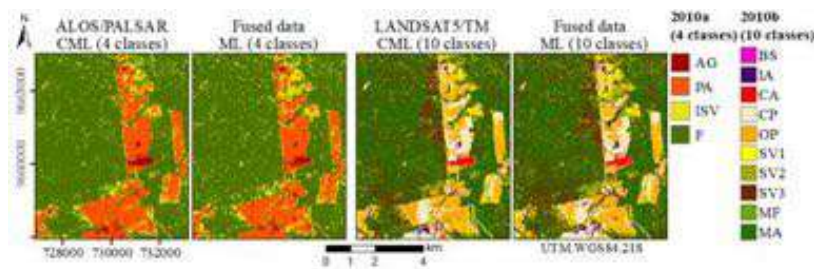 N
ALOS/PALSAR
CML (4 classes)
Fused data
ML (4 classes)
LANDSAT5/TM
CML (10 classes)
Fused data
ML (10 classes)
2010a
(4 classes)
AG
PA
ISV
F
2010b
(10 classes)
BS
IA
CA
CP
OP
SV1
SV2
SV3
MF
MA
9660000
728000 730000 732000
0 1 2 4
km
UTM.WGS84.21S